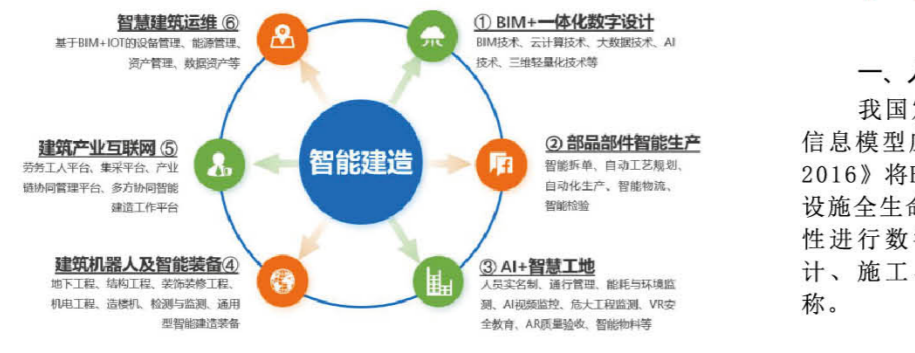 智能建造
① BIM+一体化数字设计
BIM技术、云计算技术、大数据技术、AI
技术、三维轻量化技术等
② 部品部件智能生产
智能拆单、自动工艺规划、
自动化生产、智能物流、
智能检验
③ AI+智慧工地
人员实名制、通行管理、能耗与环境监
测、AI视频监控、危大工程监测、VR安
全教育、AR质量验收、智能物料等
建筑机器人及智能装备④
地下工程、结构工程、装饰装修工程、
机电工程、造楼机、检测与监测、通用
型智能建造装备
建筑产业互联网 ⑤
劳务工人平台、集采平台、产业
链协同管理平台、多方协同智能
建造工作平台
智慧建筑运维 ⑥
基于BIM+IOT的设备管理、能源管理、
资产管理、数据资产等
一、
我国
信息模型
2016》将
设施全生
性进行数
计、施工
称。